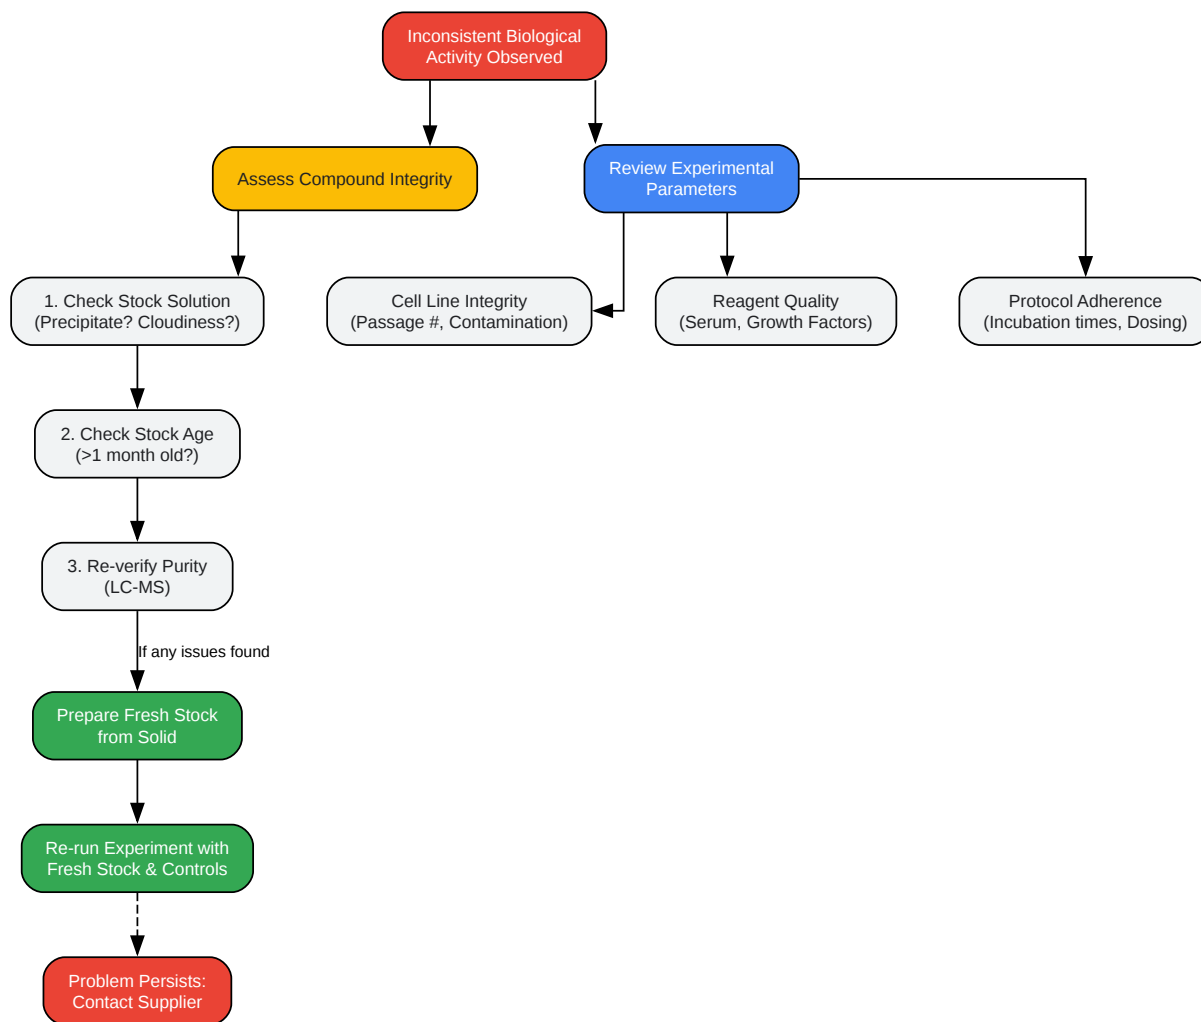 Inconsistent Biological
Activity Observed
Assess Compound Integrity
Review Experimental
Parameters
1. Check Stock Solution
(Precipitate? Cloudiness?)
Cell Line Integrity
(Passage #, Contamination)
Reagent Quality
(Serum, Growth Factors)
Protocol Adherence
(Incubation times, Dosing)
2. Check Stock Age
(>1 month old?)
3. Re-verify Purity
(LC-MS)
If any issues found
Prepare Fresh Stock
from Solid
Re-run Experiment with
Fresh Stock & Controls
Problem Persists:
Contact Supplier